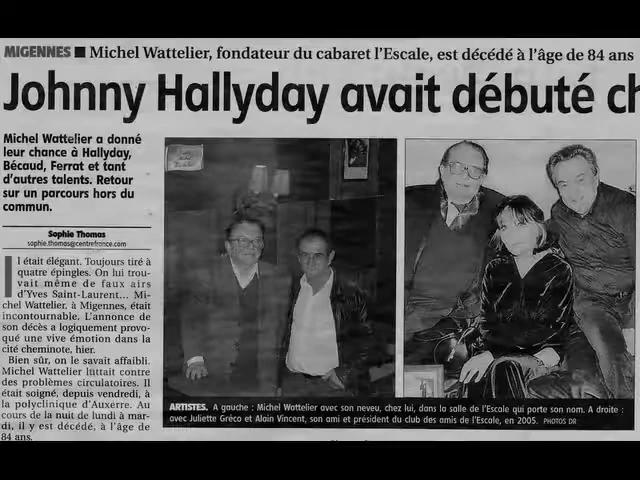 MIGENNES ■ Michel Wattelier, fondateur du cabaret l'Escale, est décédé à l'âge de 84 ans
Johnny Hallyday avait débuté ch
Michel Wattelier a donné
leur chance à Hallyday,
Bécaud, Ferrat et tant
d'autres talents. Retour
sur un parcours hors du
commun.
Sophie Thomas
sophie.thomas@centrefrance.com
Il était élégant. Toujours tiré à
quatre épingles. On lui trou-
vait même de faux airs
d'Yves Saint-Laurent... Mi-
chel Wattelier, à Migennes, était
incontournable. L'annonce de
son décès a logiquement provo-
qué une vive émotion dans la
cité cheminote, hier.
Bien sûr, on le savait affaibli.
Michel Wattelier luttait contre
des problèmes circulatoires. Il
était soigné, depuis vendredi, à
la polyclinique d'Auxerre. Au
cours de la nuit de lundi à mar-
di, il y est décédé, à l'âge de
84 ans.
ARTISTES. A gauche : Michel Wattelier avec son neveu, chez lui, dans la salle de l'Escale qui porte son nom. A droite :
avec Juliette Gréco et Alain Vincent, son ami et président du club des amis de l'Escale, en 2005. PHOTOS DR